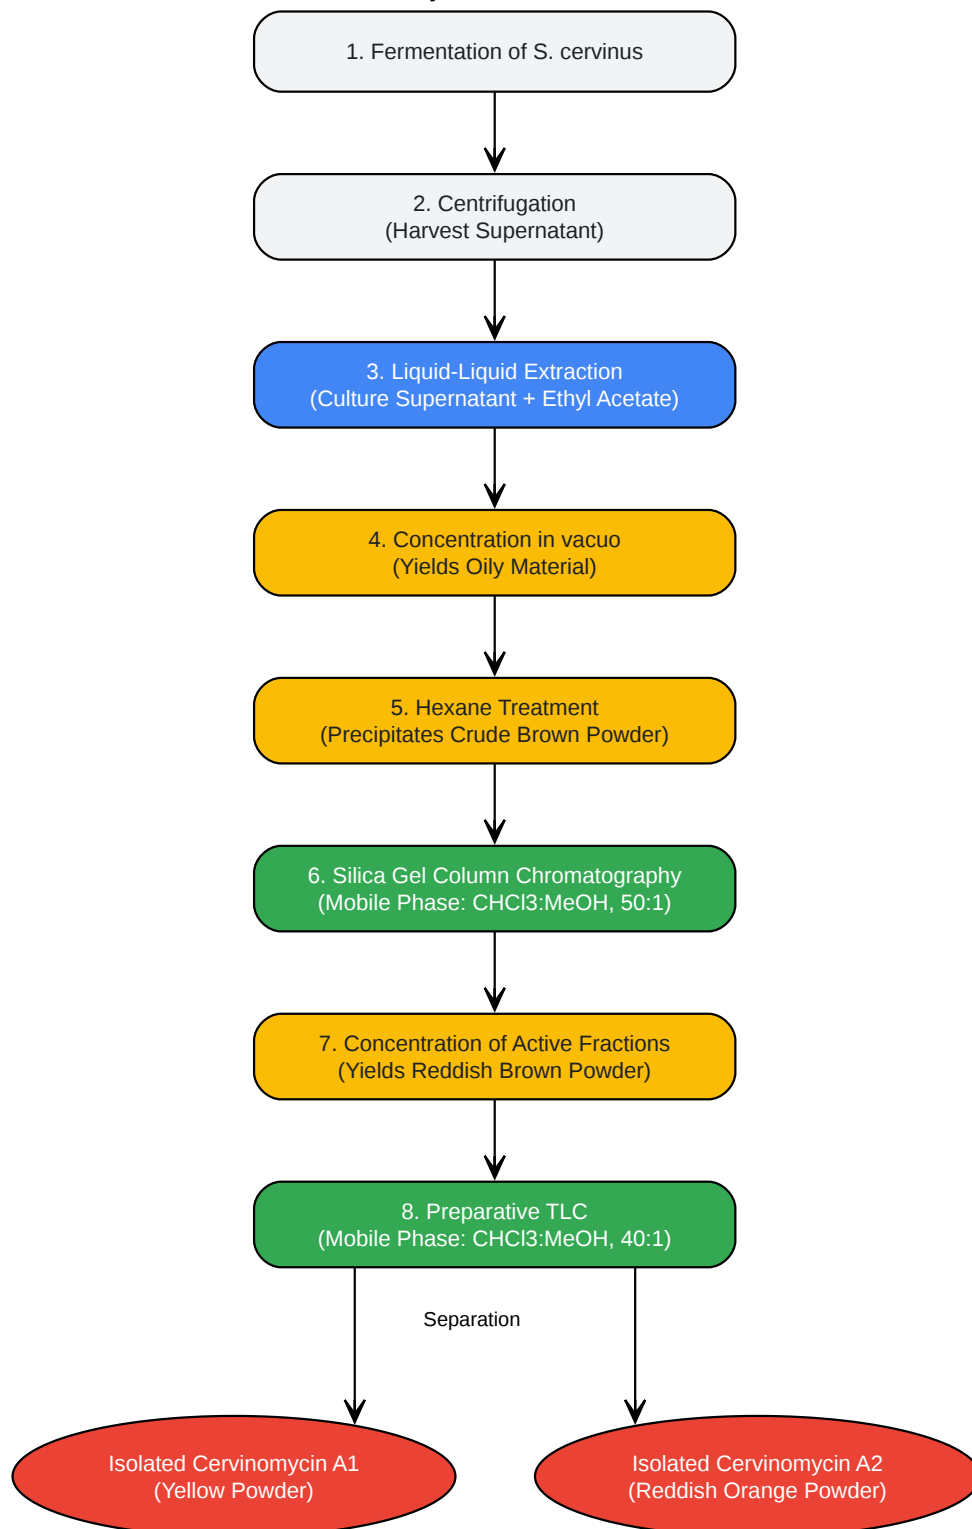 1. Fermentation of S. cervinus
2. Centrifugation
(Harvest Supernatant)
3. Liquid-Liquid Extraction
(Culture Supernatant + Ethyl Acetate)
4. Concentration in vacuo
(Yields Oily Material)
5. Hexane Treatment
(Precipitates Crude Brown Powder)
6. Silica Gel Column Chromatography
(Mobile Phase: CHCl3:MeOH, 50:1)
7. Concentration of Active Fractions
(Yields Reddish Brown Powder)
8. Preparative TLC
(Mobile Phase: CHCl3:MeOH, 40:1)
Separation
Isolated Cervinomycin A1
(Yellow Powder)
Isolated Cervinomycin A2
(Reddish Orange Powder)